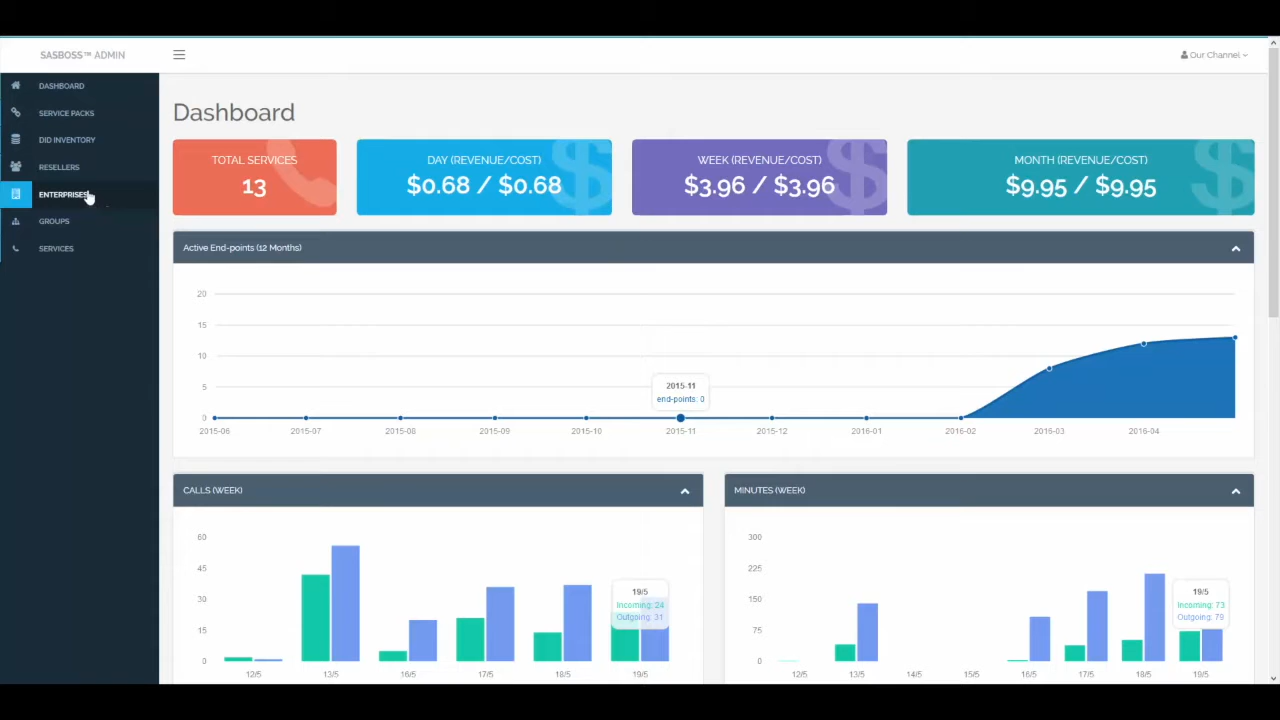 SASBOSS™ ADMIN
Our Channel
DASHBOARD
SERVICE PACKS
DID INVENTORY
RESELLERS
ENTERPRISES
GROUPS
SERVICES
Dashboard
TOTAL SERVICES
13
DAY (REVENUE/COST)
$0.68 / $0.68
WEEK (REVENUE/COST)
$3.96 / $3.96
MONTH (REVENUE/COST)
$9.95 / $9.95
Active End-points (12 Months)
20
15
10
5
0
2015-11
end-points: 0
2015-06 2015-07 2015-08 2015-09 2015-10 2015-11 2015-12 2016-01 2016-02 2016-03 2016-04
CALLS (WEEK)
60
45
30
15
0
19/5
Incoming: 24
Outgoing: 31
12/5 13/5 16/5 17/5 18/5 19/5
MINUTES (WEEK)
300
225
150
75
0
19/5
Incoming: 73
Outgoing: 79
12/5 13/5 14/5 15/5 16/5 17/5 18/5 19/5